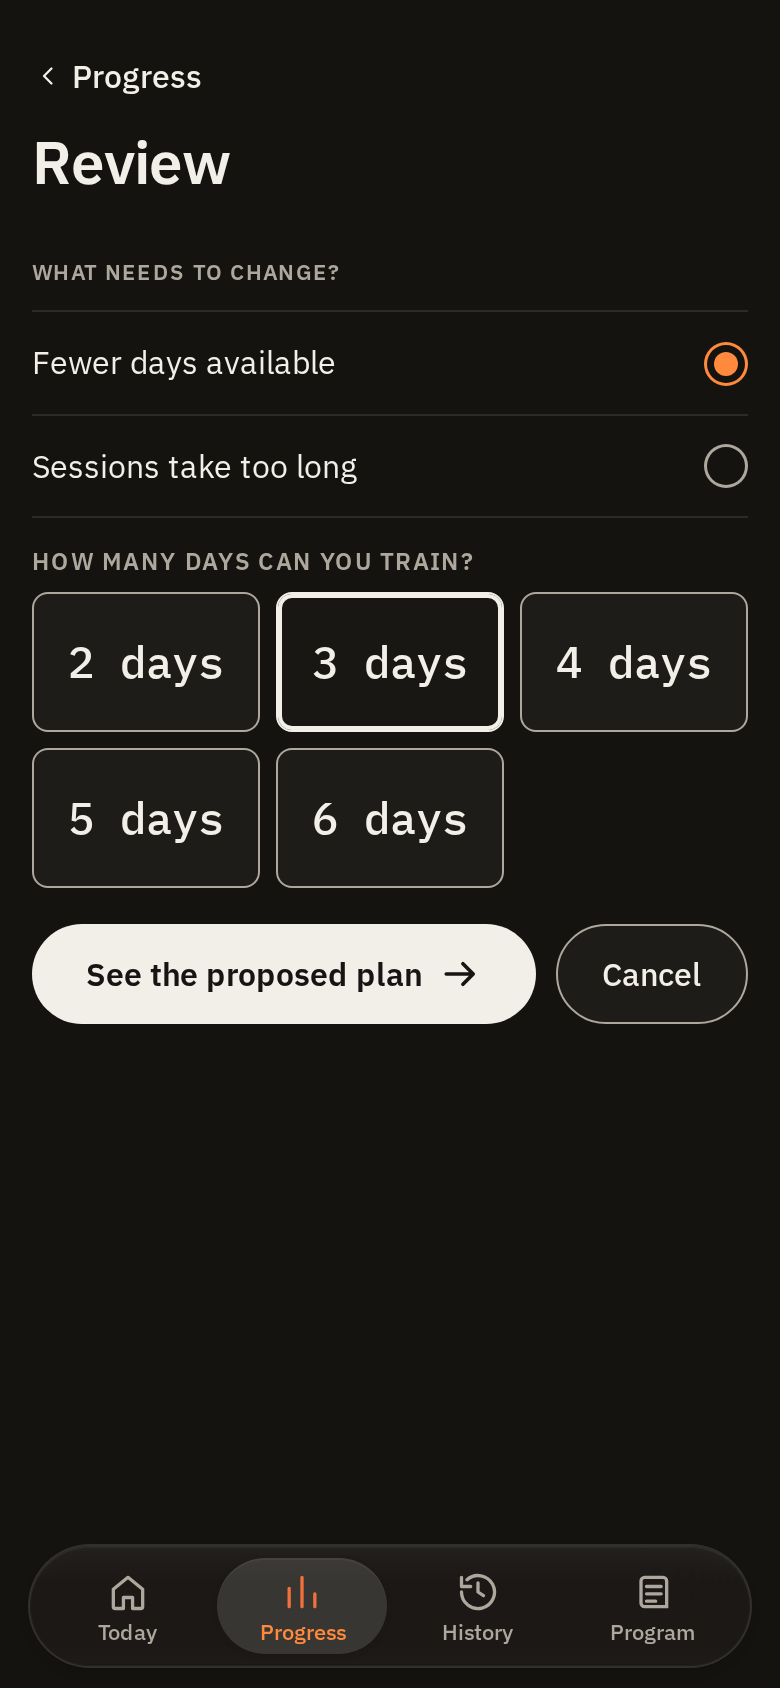 Progress
Review
WHAT NEEDS TO CHANGE?
Fewer days available
Sessions take too long
HOW MANY DAYS CAN YOU TRAIN?
2 days
3 days
4 days
5 days
6 days
See the proposed plan
Cancel
Today
Progress
History
Program